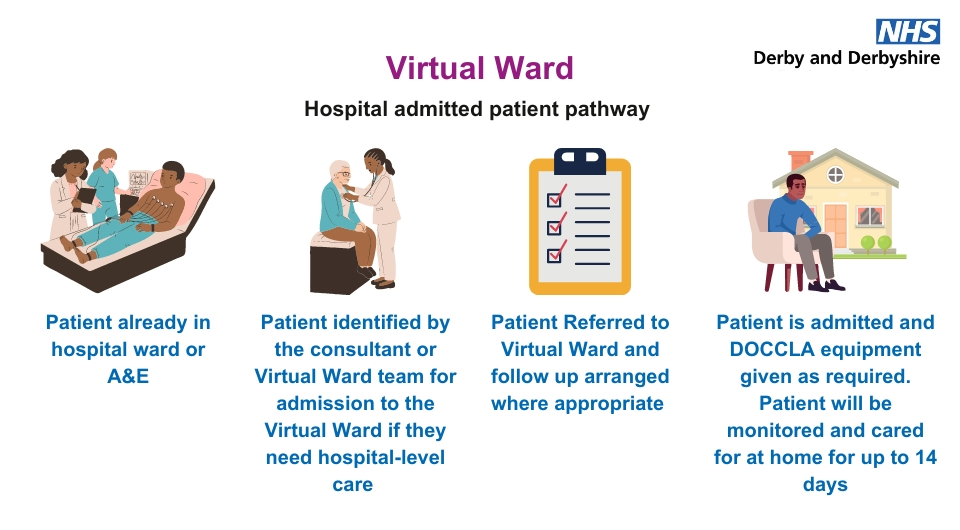 NHS
Derby and Derbyshire
Virtual Ward
Hospital admitted patient pathway
Patient already in
hospital ward or
A&E
Patient identified by
the consultant or
Virtual Ward team for
admission to the
Virtual Ward if they
need hospital-level
care
Patient Referred to
Virtual Ward and
follow up arranged
where appropriate
Patient is admitted and
DOCCLA equipment
given as required.
Patient will be
monitored and cared
for at home for up to 14
days